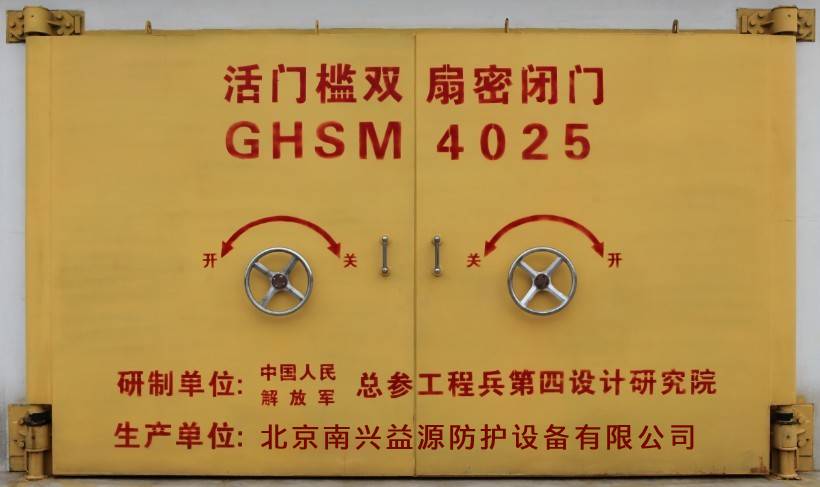 活门槛双扇密闭门
GHSM 4025
开 关 关 开
研制单位: 中国人民解放军 总参工程兵第四设计研究院
生产单位: 北京南兴益源防护设备有限公司